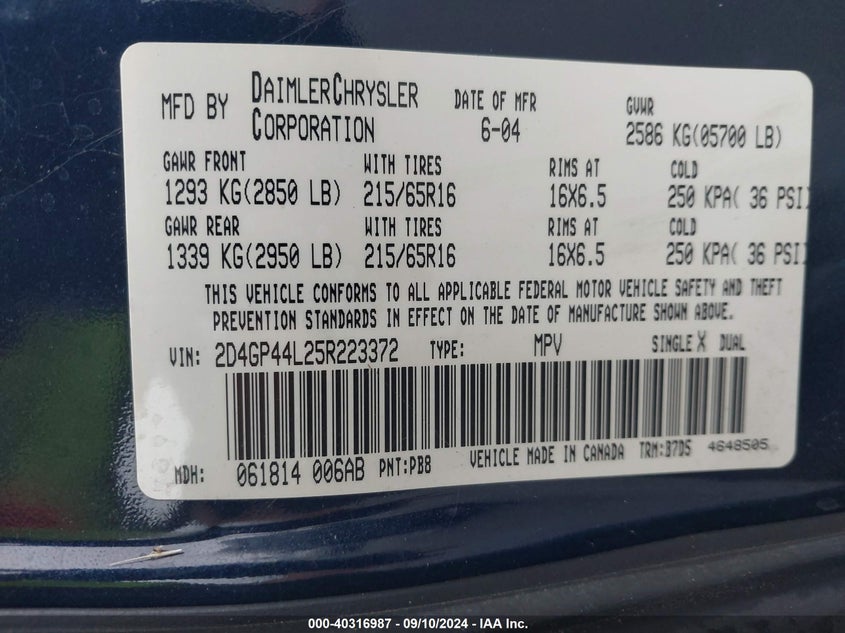 MFD BY DAIMLERCHRYSLER CORPORATION DATE OF MFR 6-04 GVWR 2586 KG(05700 LB)
GAWR FRONT WITH TIRES RIMS AT COLD
1293 KG(2850 LB) 215/65R16 16X6.5 250 KPA( 36 PSI)
GAWR REAR WITH TIRES RIMS AT COLD
1339 KG(2950 LB) 215/65R16 16X6.5 250 KPA( 36 PSI)
THIS VEHICLE CONFORMS TO ALL APPLICABLE FEDERAL MOTOR VEHICLE SAFETY AND THEFT
PREVENTION STANDARDS IN EFFECT ON THE DATE OF MANUFACTURE SHOWN ABOVE.
VIN: 2D4GP44L25R223372 TYPE: MPV SINGLE X DUAL
MDH: 061814 006AB PNT:PB8 VEHICLE MADE IN CANADA TRM:B7D5 4648505
000-40316987 - 09/10/2024 - IAA Inc.